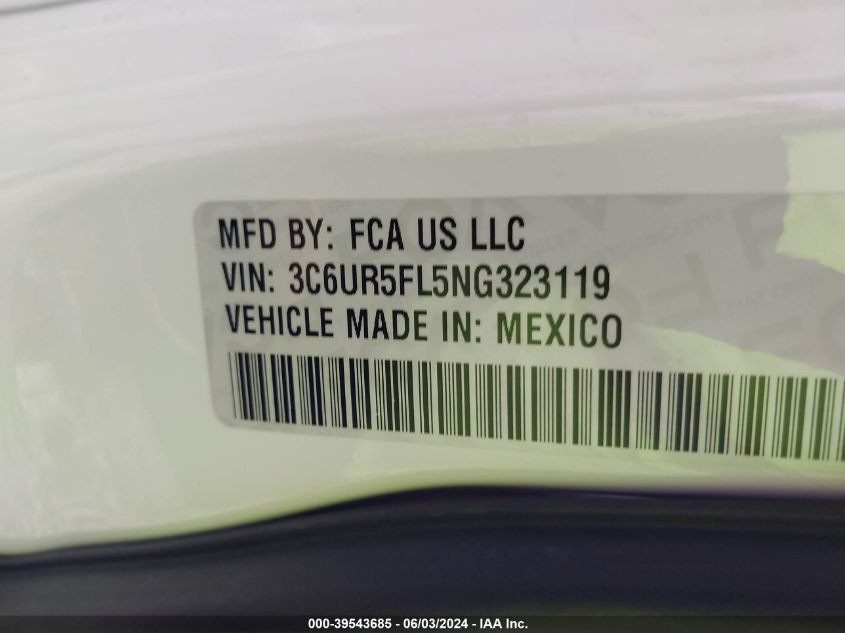 MFD BY: FCA US LLC
VIN: 3C6UR5FL5NG323119
VEHICLE MADE IN: MEXICO
000-39543685 - 06/03/2024 - IAA Inc.